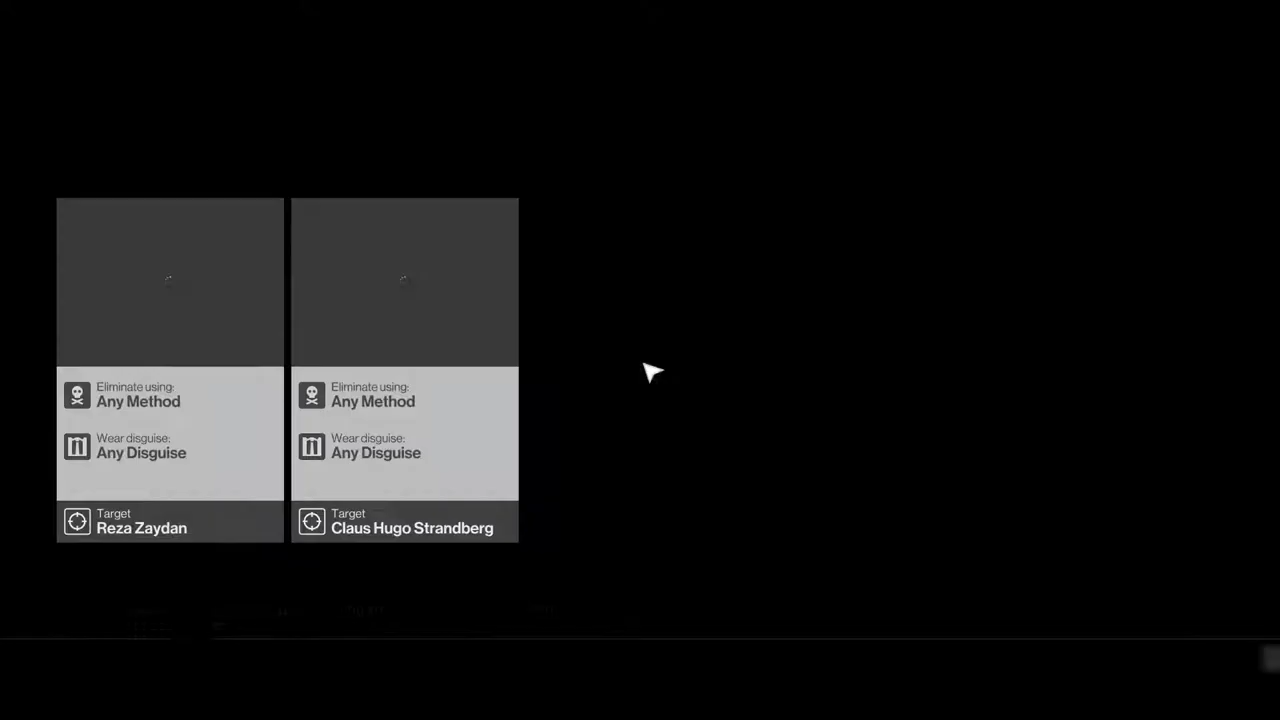 Eliminate using:
Any Method
Wear disguise:
Any Disguise
Target
Reza Zaydan
Eliminate using:
Any Method
Wear disguise:
Any Disguise
Target
Claus Hugo Strandberg